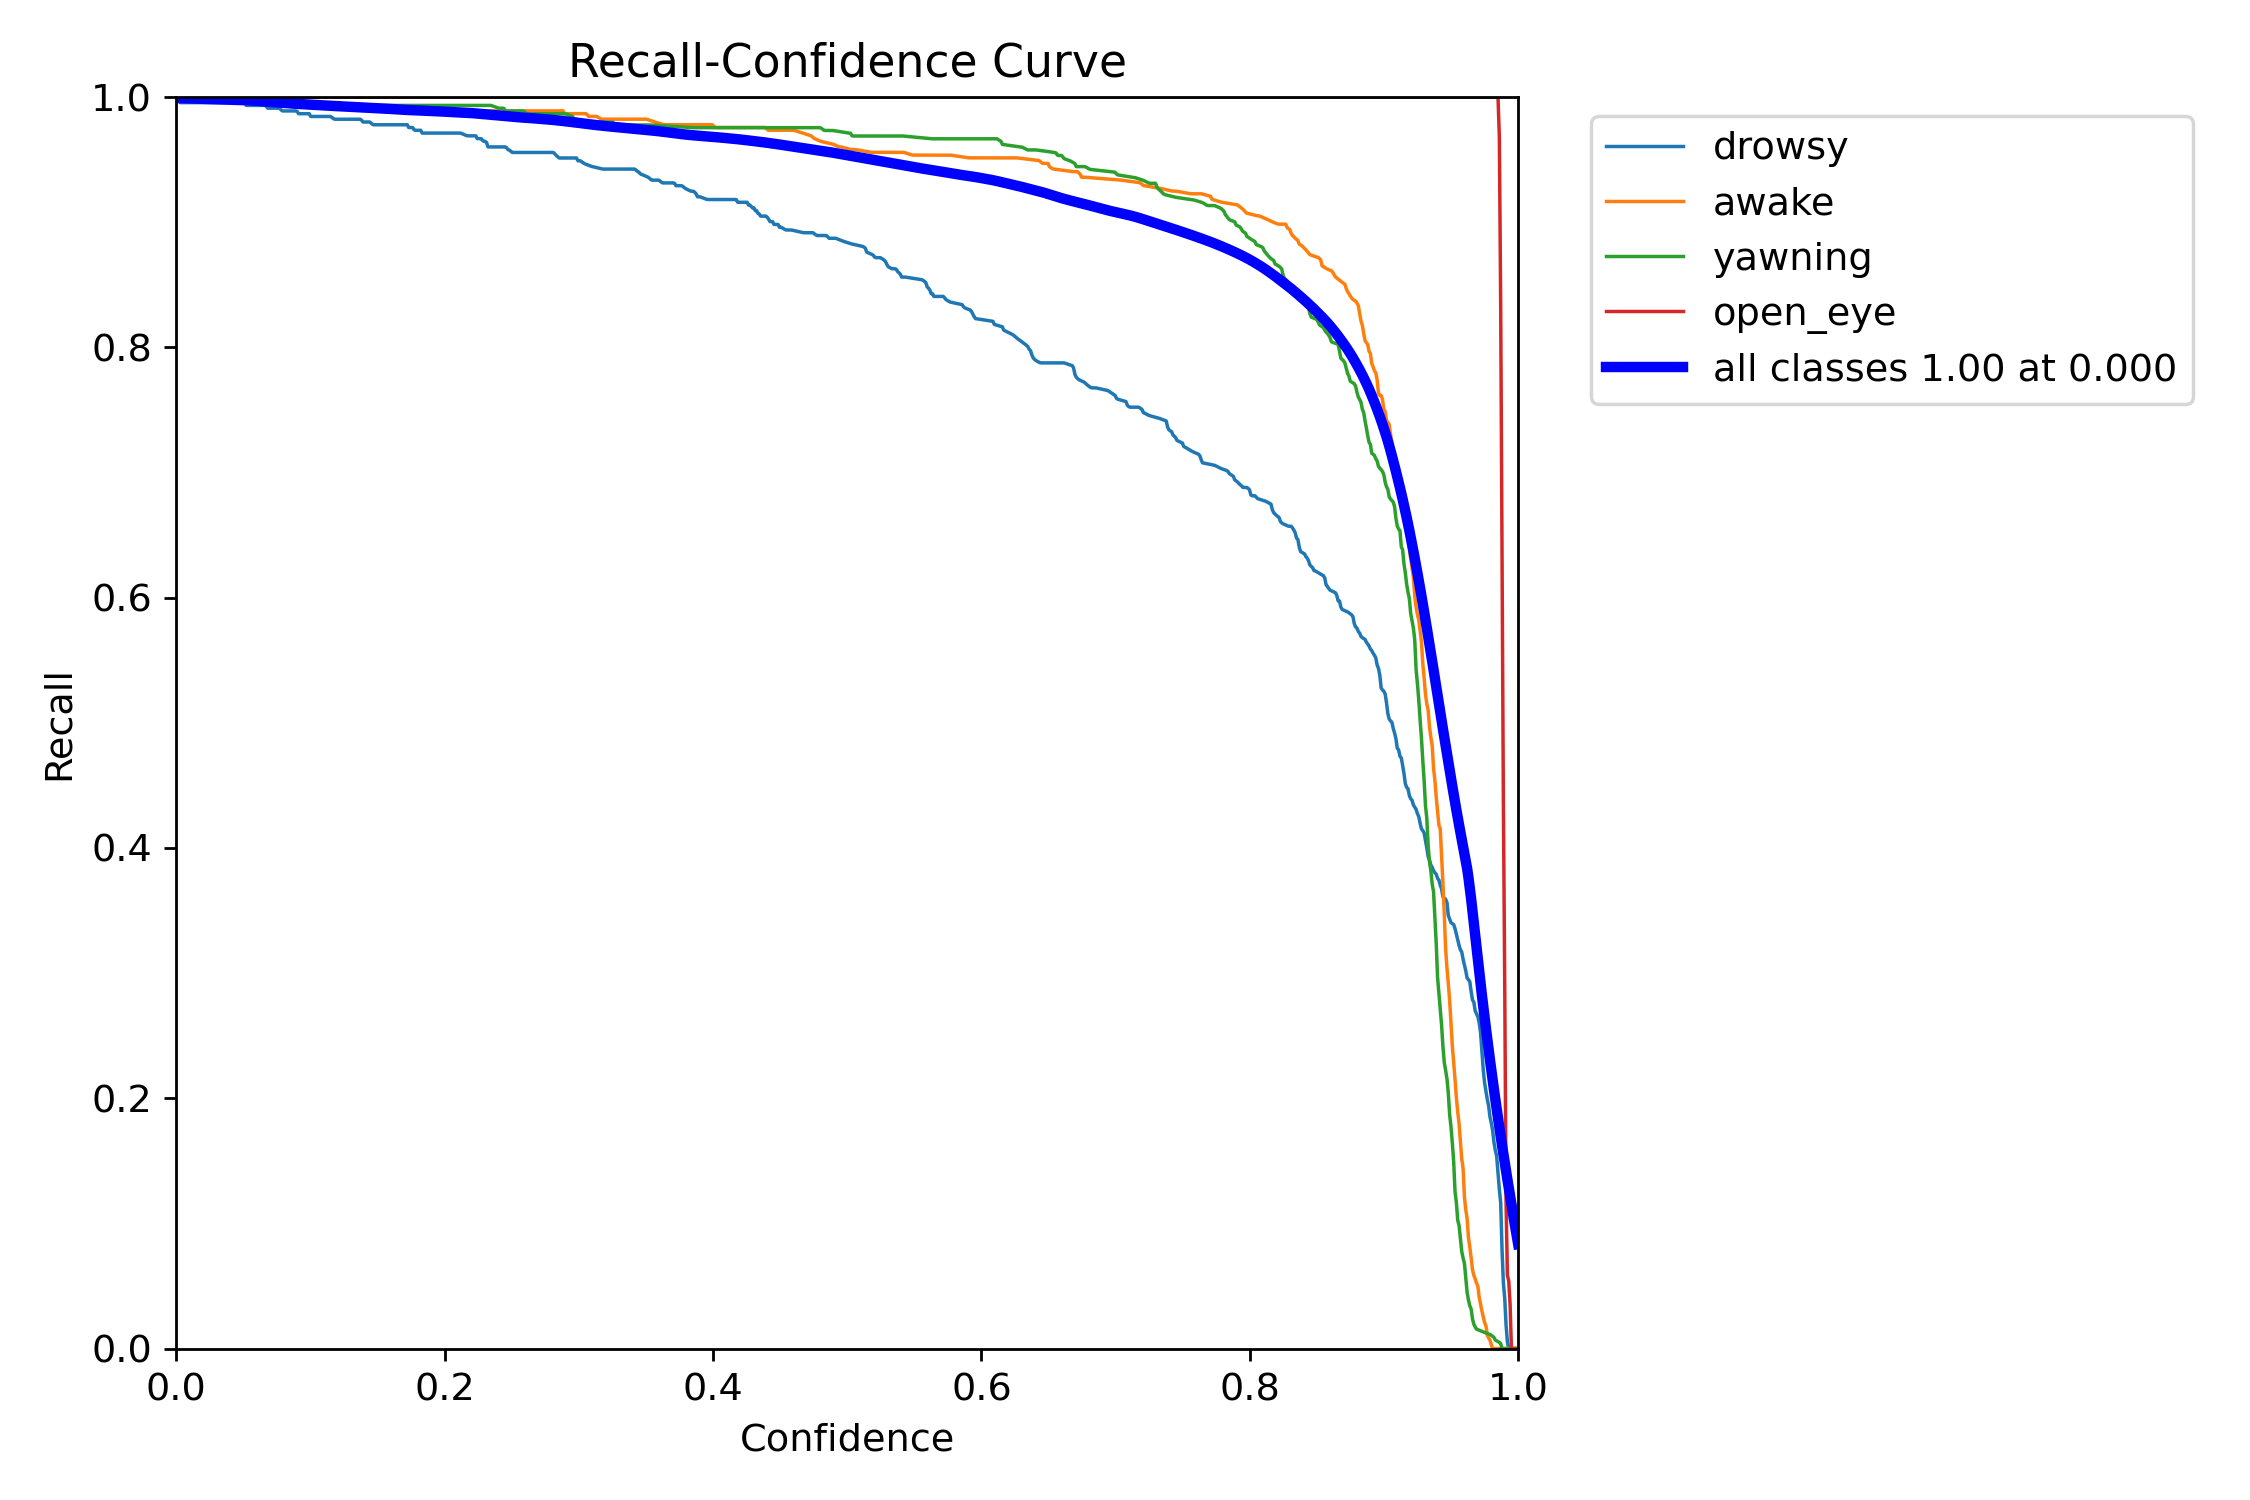 Recall-Confidence Curve
1.0
0.8
0.6
0.4
0.2
0.0
Recall
0.0 0.2 0.4 0.6 0.8 1.0
Confidence
drowsy
awake
yawning
open_eye
all classes 1.00 at 0.000